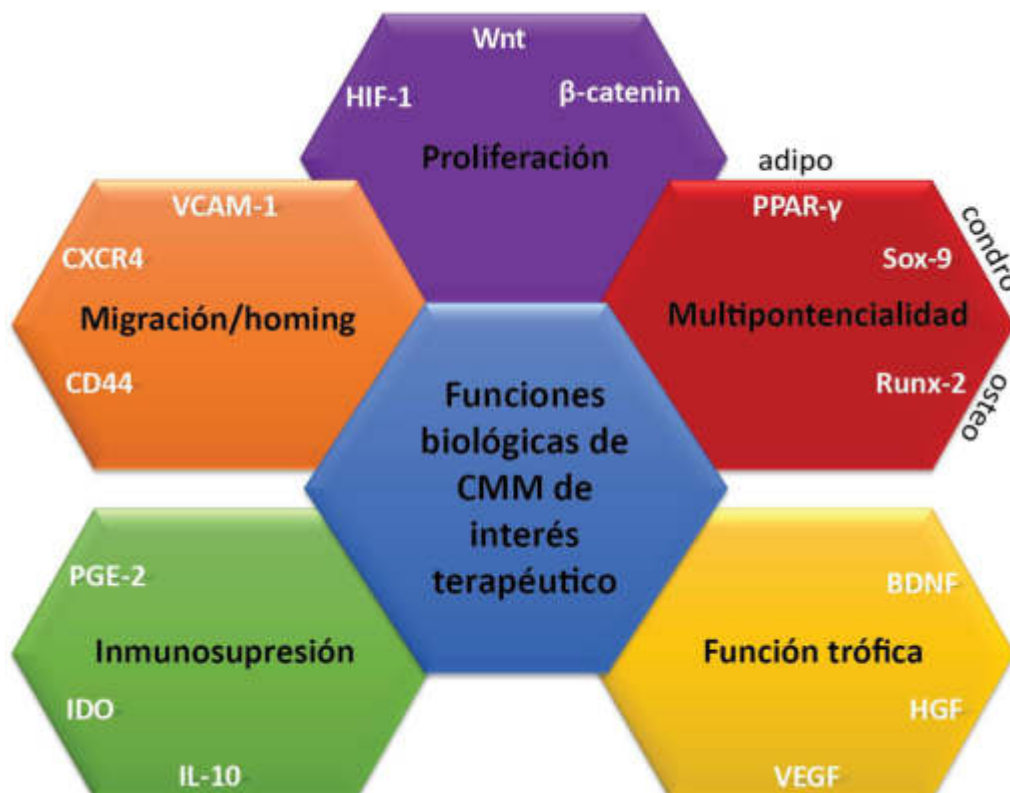 Wnt
HIF-1
β-catenin
Proliferación
adipo
VCAM-1
CXCR4
Migración/homing
CD44
PPAR-γ
condro
Sox-9
Multipontencialidad
Runx-2
osteo
Funciones
biológicas de
CMM de
interés
terapéutico
PGE-2
Inmunosupresión
IDO
IL-10
BDNF
Función trófica
HGF
VEGF